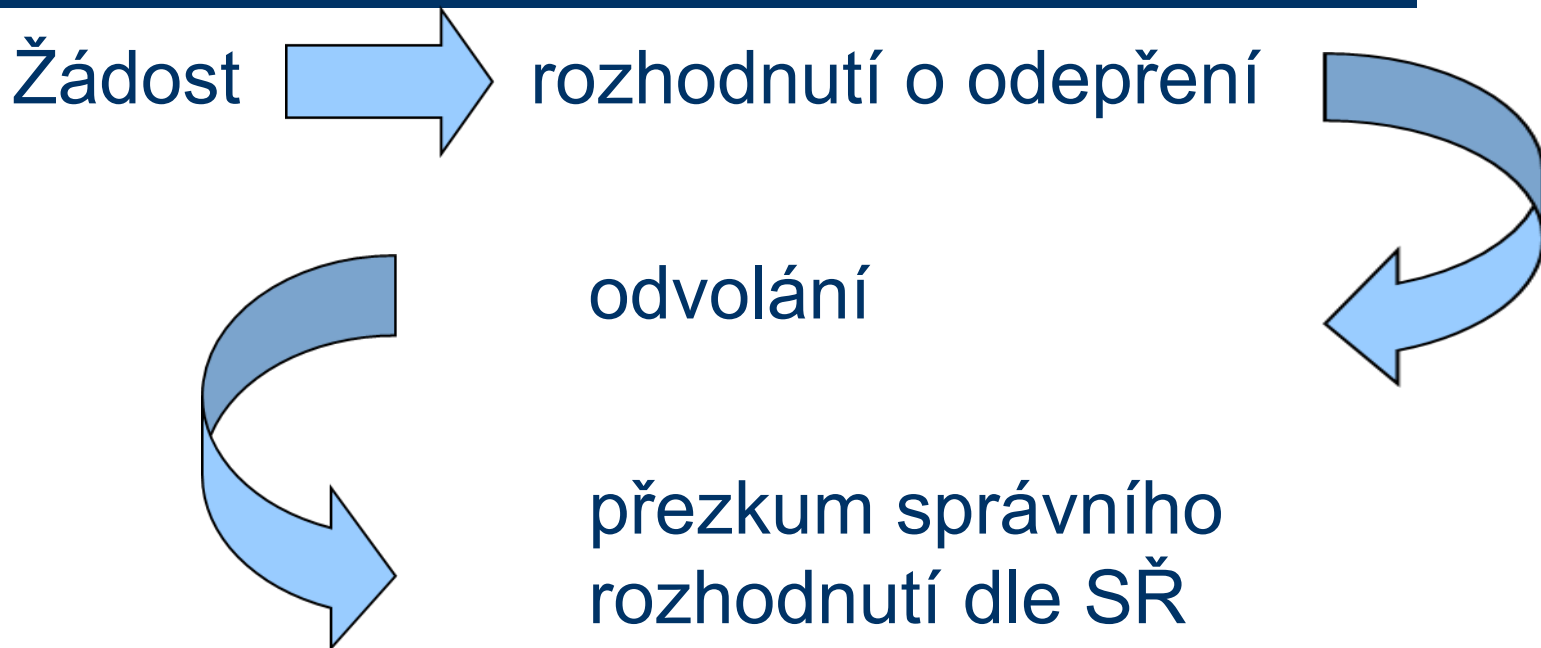 Žádost rozhodnutí o odepření
odvolání
přezkum správního
rozhodnutí dle SŘ